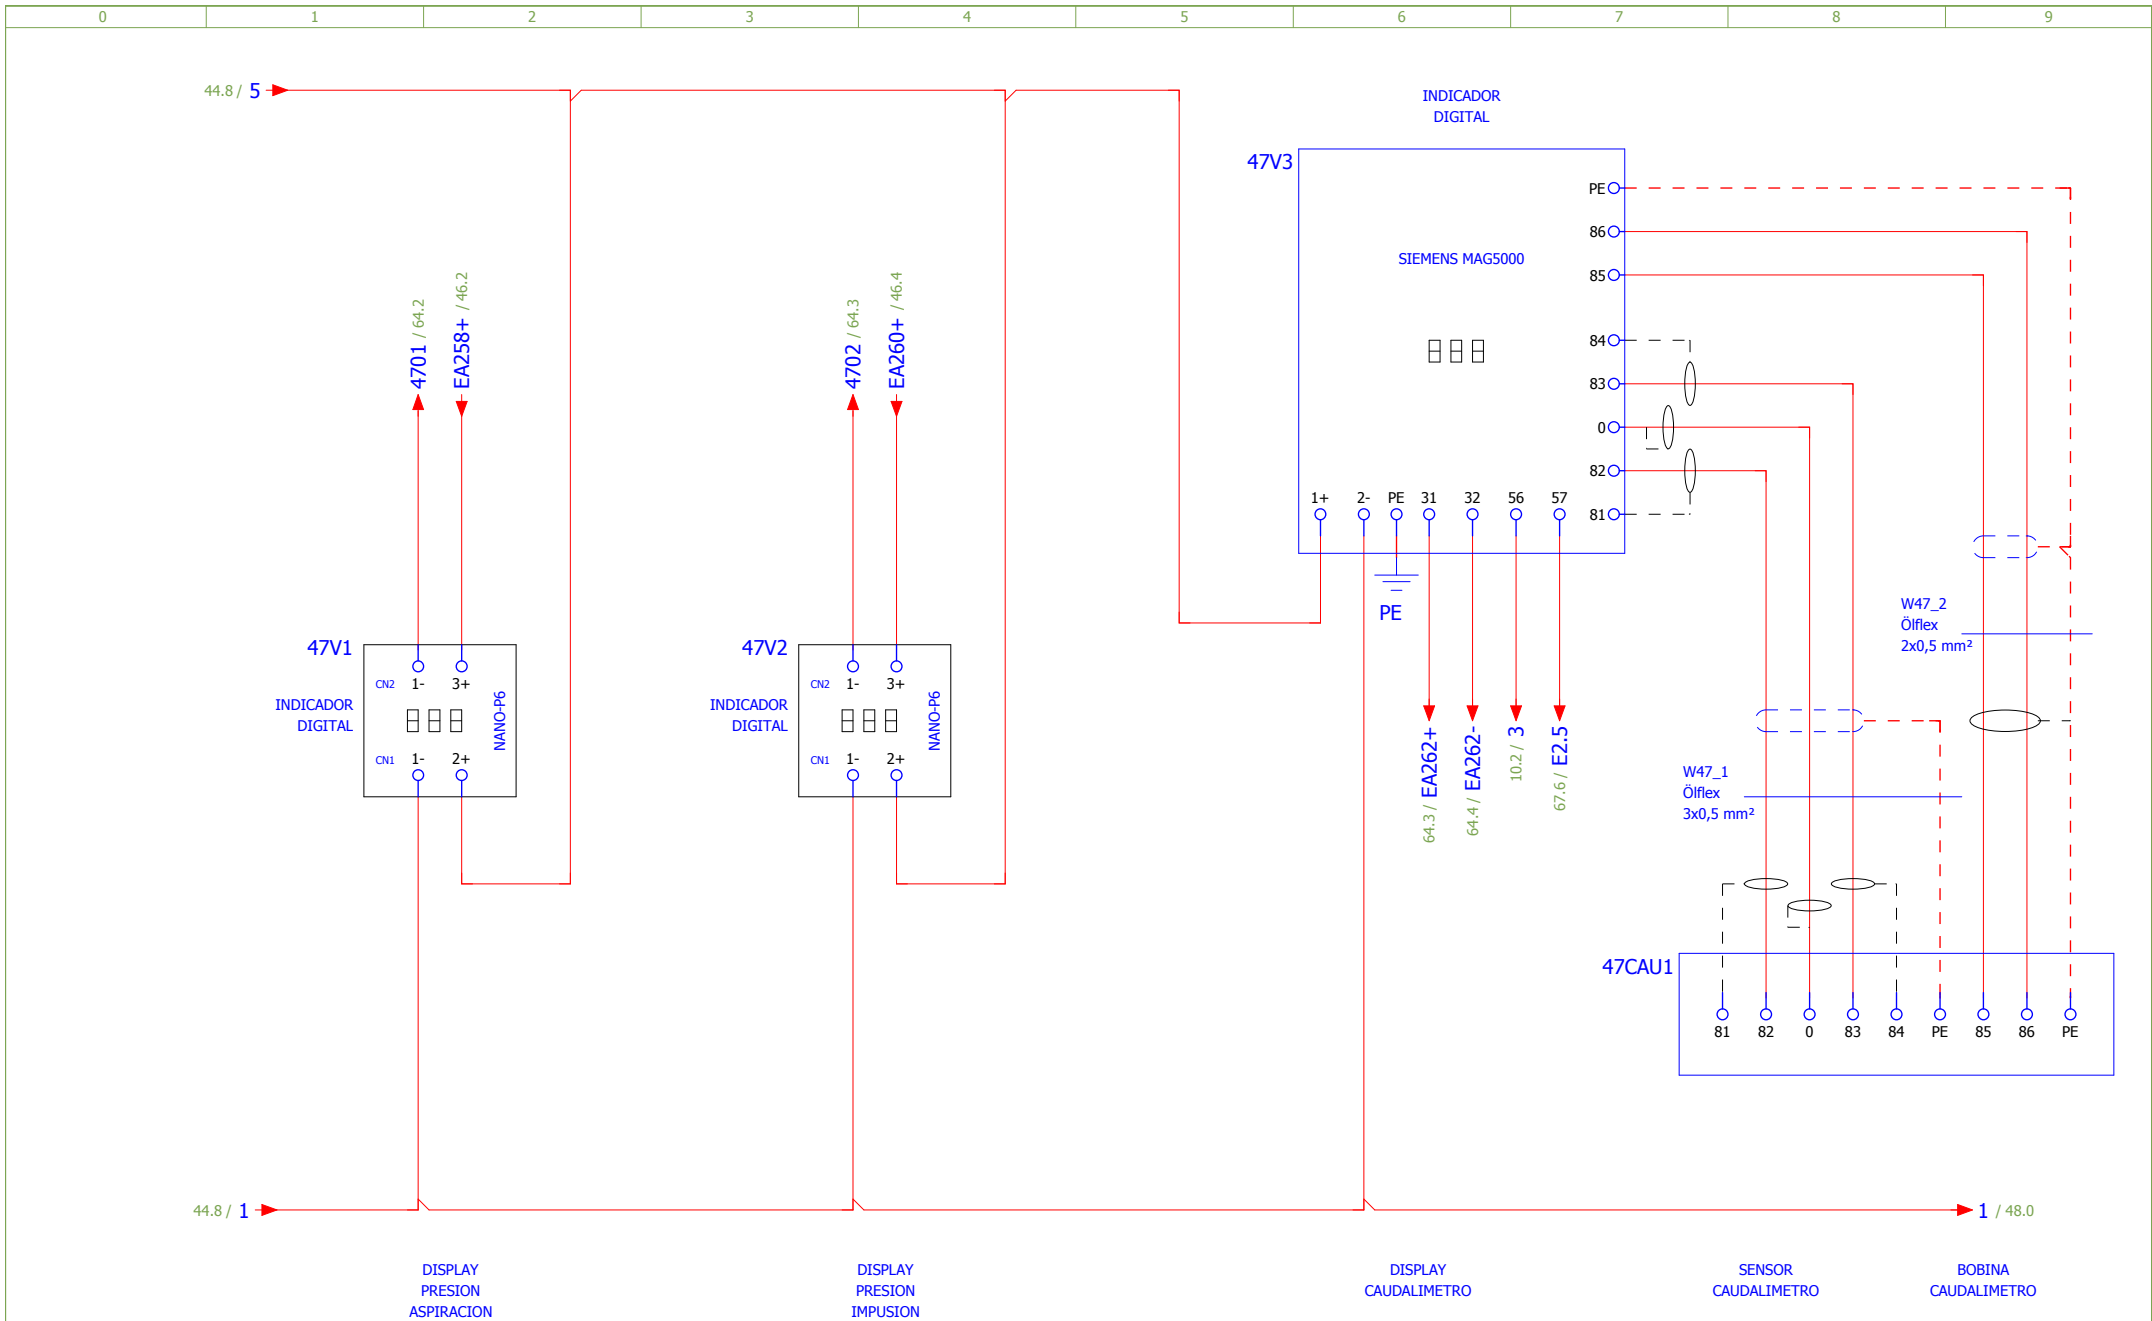 0 1 2 3 4 5 6 7 8 9
44.8 / 5
INDICADOR
DIGITAL
47V3
SIEMENS MAG5000
PE
86
85
84
83
0
82
81
1+ 2- PE 31 32 56 57
PE
4701 / 64.2
EA258+ / 46.2
4702 / 64.3
EA260+ / 46.4
47V1
INDICADOR
DIGITAL
CN2 1- 3+
NANO-P6
CN1 1- 2+
47V2
INDICADOR
DIGITAL
CN2 1- 3+
NANO-P6
CN1 1- 2+
64.3 / EA262+
64.4 / EA262-
10.2 / 3
67.6 / E2.5
W47_2
Ölflex
2x0,5 mm²
W47_1
Ölflex
3x0,5 mm²
47CAU1
81 82 0 83 84 PE 85 86 PE
44.8 / 1
1 / 48.0
DISPLAY
PRESION
ASPIRACION
DISPLAY
PRESION
IMPUSION
DISPLAY
CAUDALIMETRO
SENSOR
CAUDALIMETRO
BOBINA
CAUDALIMETRO